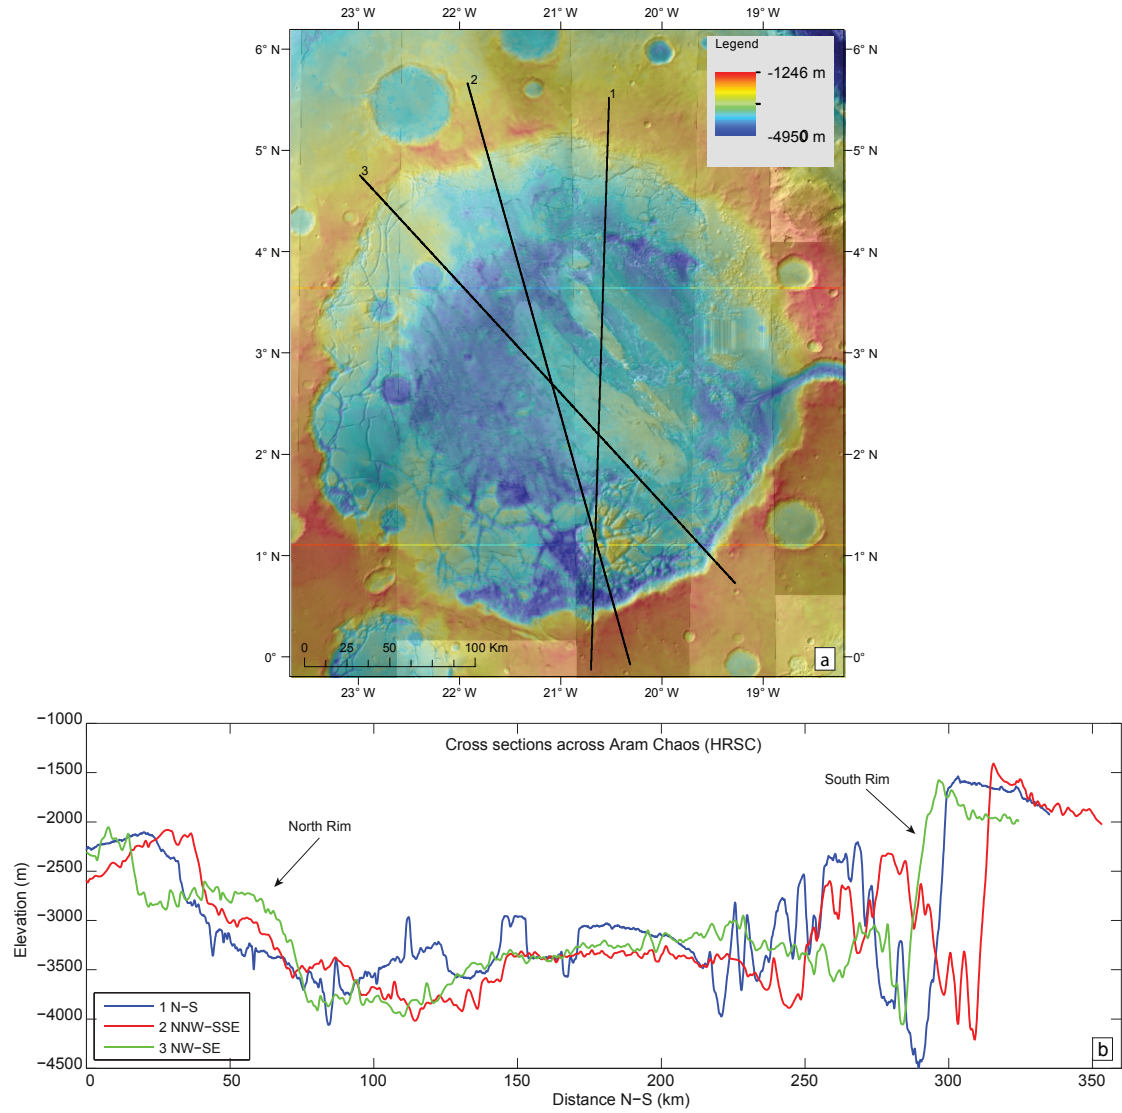 23° W 22° W 21° W 20° W 19° W
6° N 6° N
Legend
-1246 m
-4950 m
2
1
5° N 5° N
3
4° N 4° N
3° N 3° N
2° N 2° N
1° N 1° N
0 25 50 100 Km
0° 0°
a
23° W 22° W 21° W 20° W 19° W
−1000
Cross sections across Aram Chaos (HRSC)
−1500
South Rim
−2000
North Rim
−2500
Elevation (m)
−3000
−3500
1 N−S
−4000
2 NNW−SSE
3 NW−SE
b
−4500
0 50 100 150 200 250 300 350
Distance N−S (km)